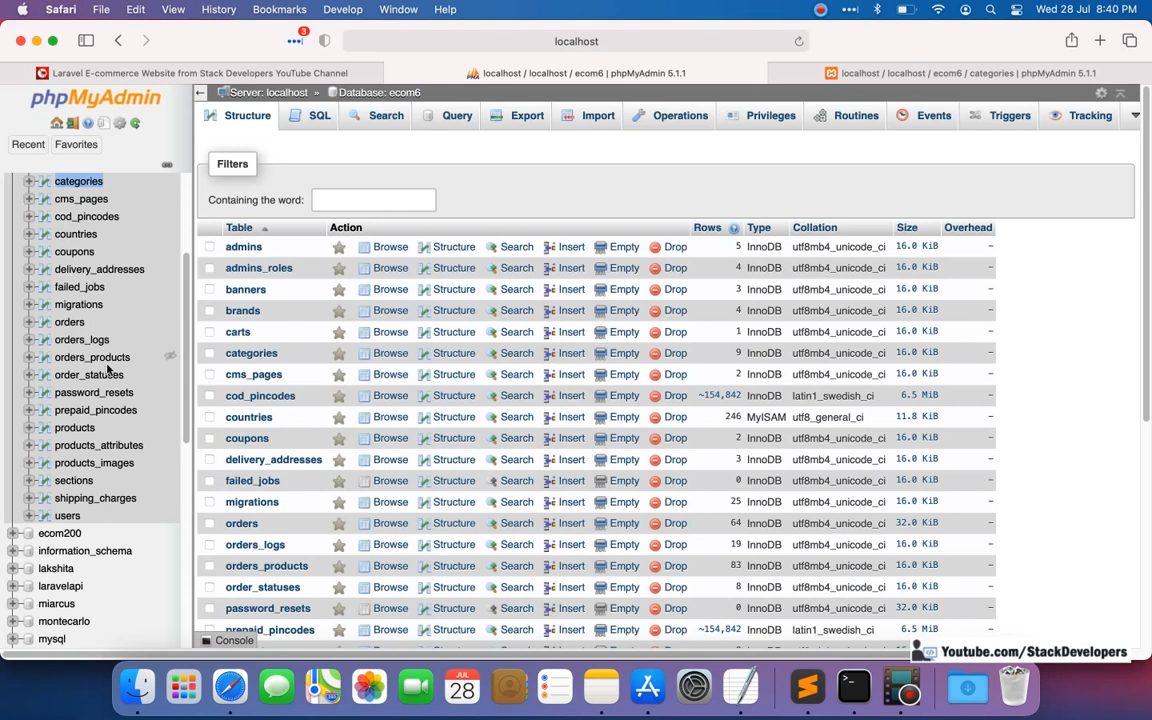 Safari File Edit View History Bookmarks Develop Window Help Wed 28 Jul 8:40 PM
3
localhost
Laravel E-commerce Website from Stack Developers YouTube Channel
localhost / localhost / ecom6 | phpMyAdmin 5.1.1
localhost / localhost / ecom6 / categories | phpMyAdmin 5.1.1
phpMyAdmin
Recent Favorites
categories
cms_pages
cod_pincodes
countries
coupons
delivery_addresses
failed_jobs
migrations
orders
orders_logs
orders_products
order_statuses
password_resets
prepaid_pincodes
products
products_attributes
products_images
sections
shipping_charges
users
ecom200
information_schema
lakshita
laravelapi
miarcus
montecarlo
mysql
Server: localhost » Database: ecom6
Structure SQL Search Query Export Import Operations Privileges Routines Events Triggers Tracking
Filters
Containing the word:
Table Action Rows Type Collation Size Overhead
admins Browse Structure Search Insert Empty Drop 5 InnoDB utf8mb4_unicode_ci 16.0 KiB –
admins_roles Browse Structure Search Insert Empty Drop 4 InnoDB utf8mb4_unicode_ci 16.0 KiB –
banners Browse Structure Search Insert Empty Drop 3 InnoDB utf8mb4_unicode_ci 16.0 KiB –
brands Browse Structure Search Insert Empty Drop 4 InnoDB utf8mb4_unicode_ci 16.0 KiB –
carts Browse Structure Search Insert Empty Drop 1 InnoDB utf8mb4_unicode_ci 16.0 KiB –
categories Browse Structure Search Insert Empty Drop 9 InnoDB utf8mb4_unicode_ci 16.0 KiB –
cms_pages Browse Structure Search Insert Empty Drop 2 InnoDB utf8mb4_unicode_ci 16.0 KiB –
cod_pincodes Browse Structure Search Insert Empty Drop ~154,842 InnoDB latin1_swedish_ci 6.5 MiB –
countries Browse Structure Search Insert Empty Drop 246 MyISAM utf8_general_ci 11.8 KiB –
coupons Browse Structure Search Insert Empty Drop 2 InnoDB utf8mb4_unicode_ci 16.0 KiB –
delivery_addresses Browse Structure Search Insert Empty Drop 3 InnoDB utf8mb4_unicode_ci 16.0 KiB –
failed_jobs Browse Structure Search Insert Empty Drop 0 InnoDB utf8mb4_unicode_ci 16.0 KiB –
migrations Browse Structure Search Insert Empty Drop 25 InnoDB utf8mb4_unicode_ci 16.0 KiB –
orders Browse Structure Search Insert Empty Drop 64 InnoDB utf8mb4_unicode_ci 32.0 KiB –
orders_logs Browse Structure Search Insert Empty Drop 19 InnoDB utf8mb4_unicode_ci 16.0 KiB –
orders_products Browse Structure Search Insert Empty Drop 83 InnoDB utf8mb4_unicode_ci 16.0 KiB –
order_statuses Browse Structure Search Insert Empty Drop 8 InnoDB utf8mb4_unicode_ci 16.0 KiB –
password_resets Browse Structure Search Insert Empty Drop 0 InnoDB utf8mb4_unicode_ci 32.0 KiB –
prepaid_pincodes Browse Structure Search Insert Empty Drop ~154,842 InnoDB latin1_swedish_ci 6.5 MiB –
Console
Youtube.com/StackDevelopers
JUL
28